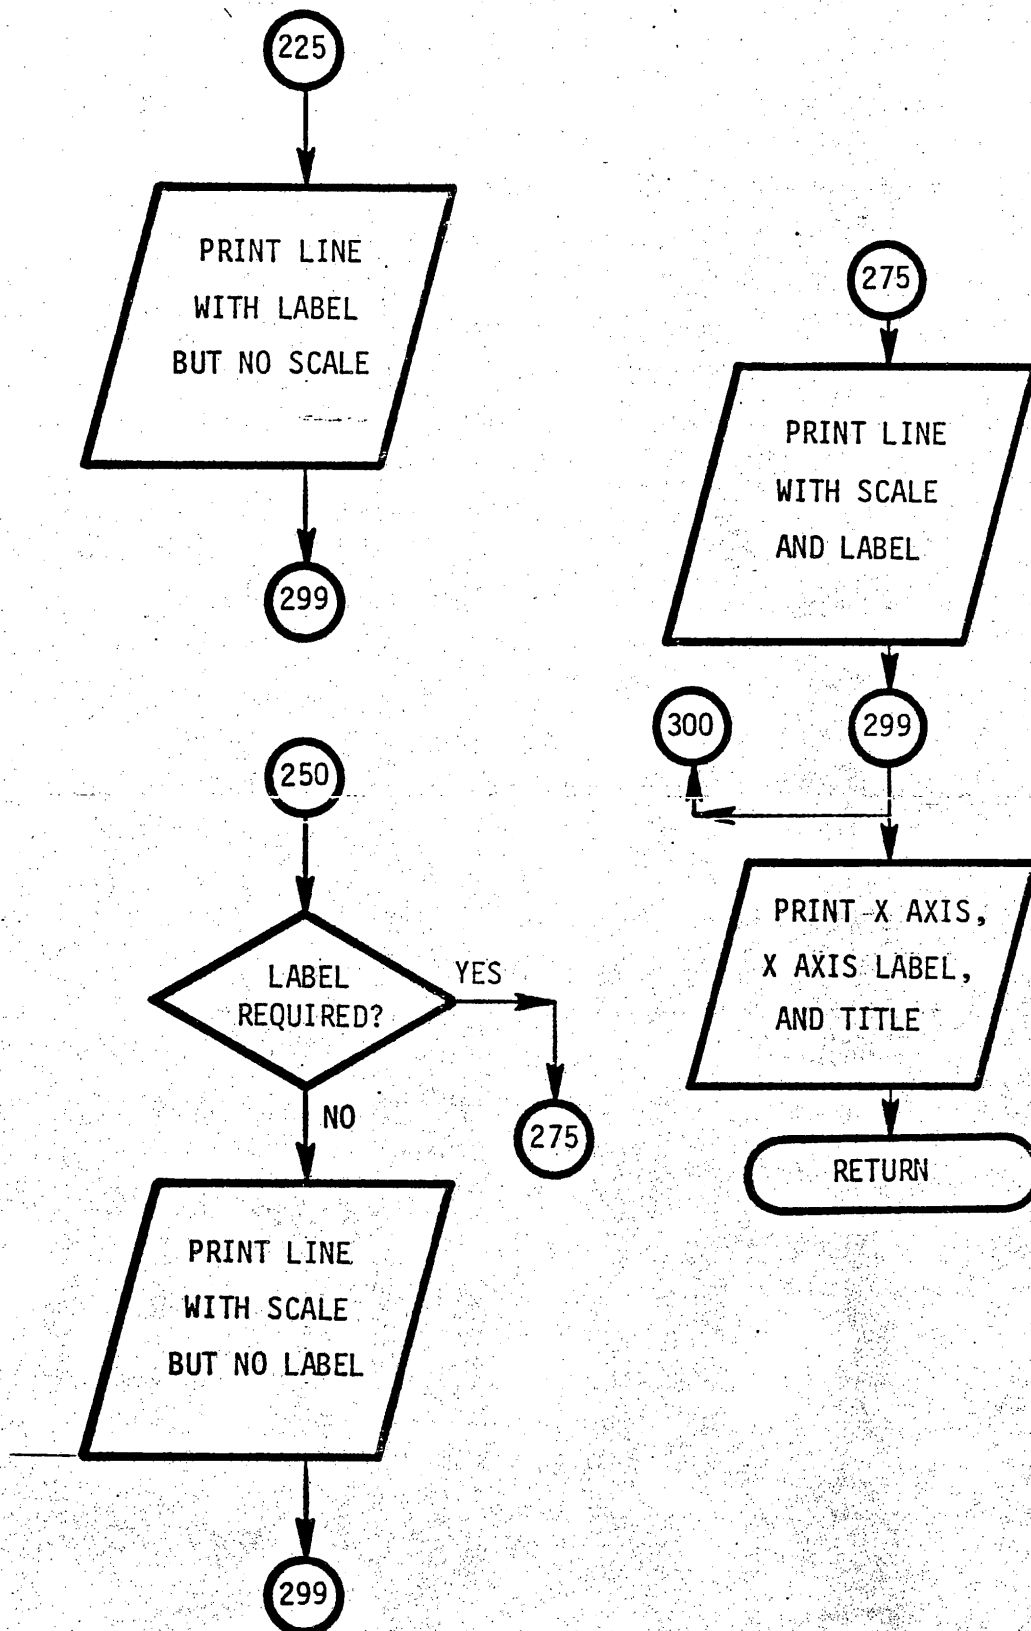 225
PRINT LINE
WITH LABEL
BUT NO SCALE
299
250
LABEL
REQUIRED?
YES
NO
275
PRINT LINE
WITH SCALE
BUT NO LABEL
299
275
PRINT LINE
WITH SCALE
AND LABEL
300
299
PRINT X AXIS,
X AXIS LABEL,
AND TITLE
RETURN